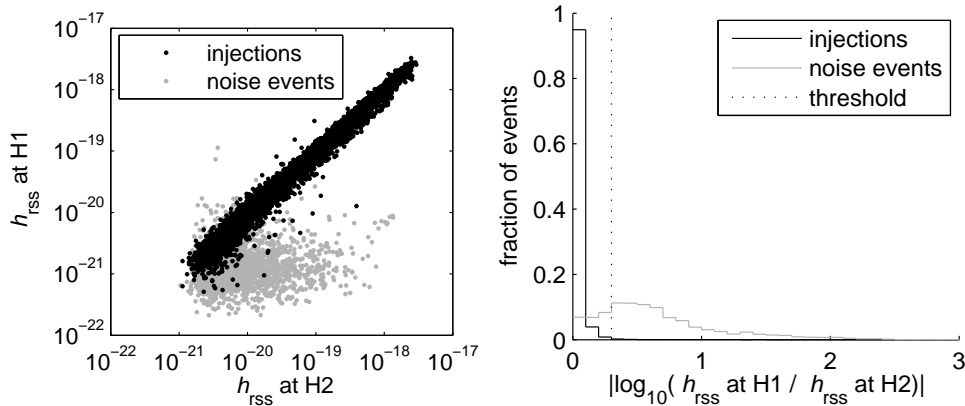 10^−17
10^−18
10^−19
10^−20
10^−21
10^−22
h_rss at H1
injections
noise events
10^−22 10^−21 10^−20 10^−19 10^−18 10^−17
h_rss at H2
1
0.8
0.6
0.4
0.2
0
fraction of events
injections
noise events
threshold
0 1 2 3
|log_10( h_rss at H1 / h_rss at H2)|